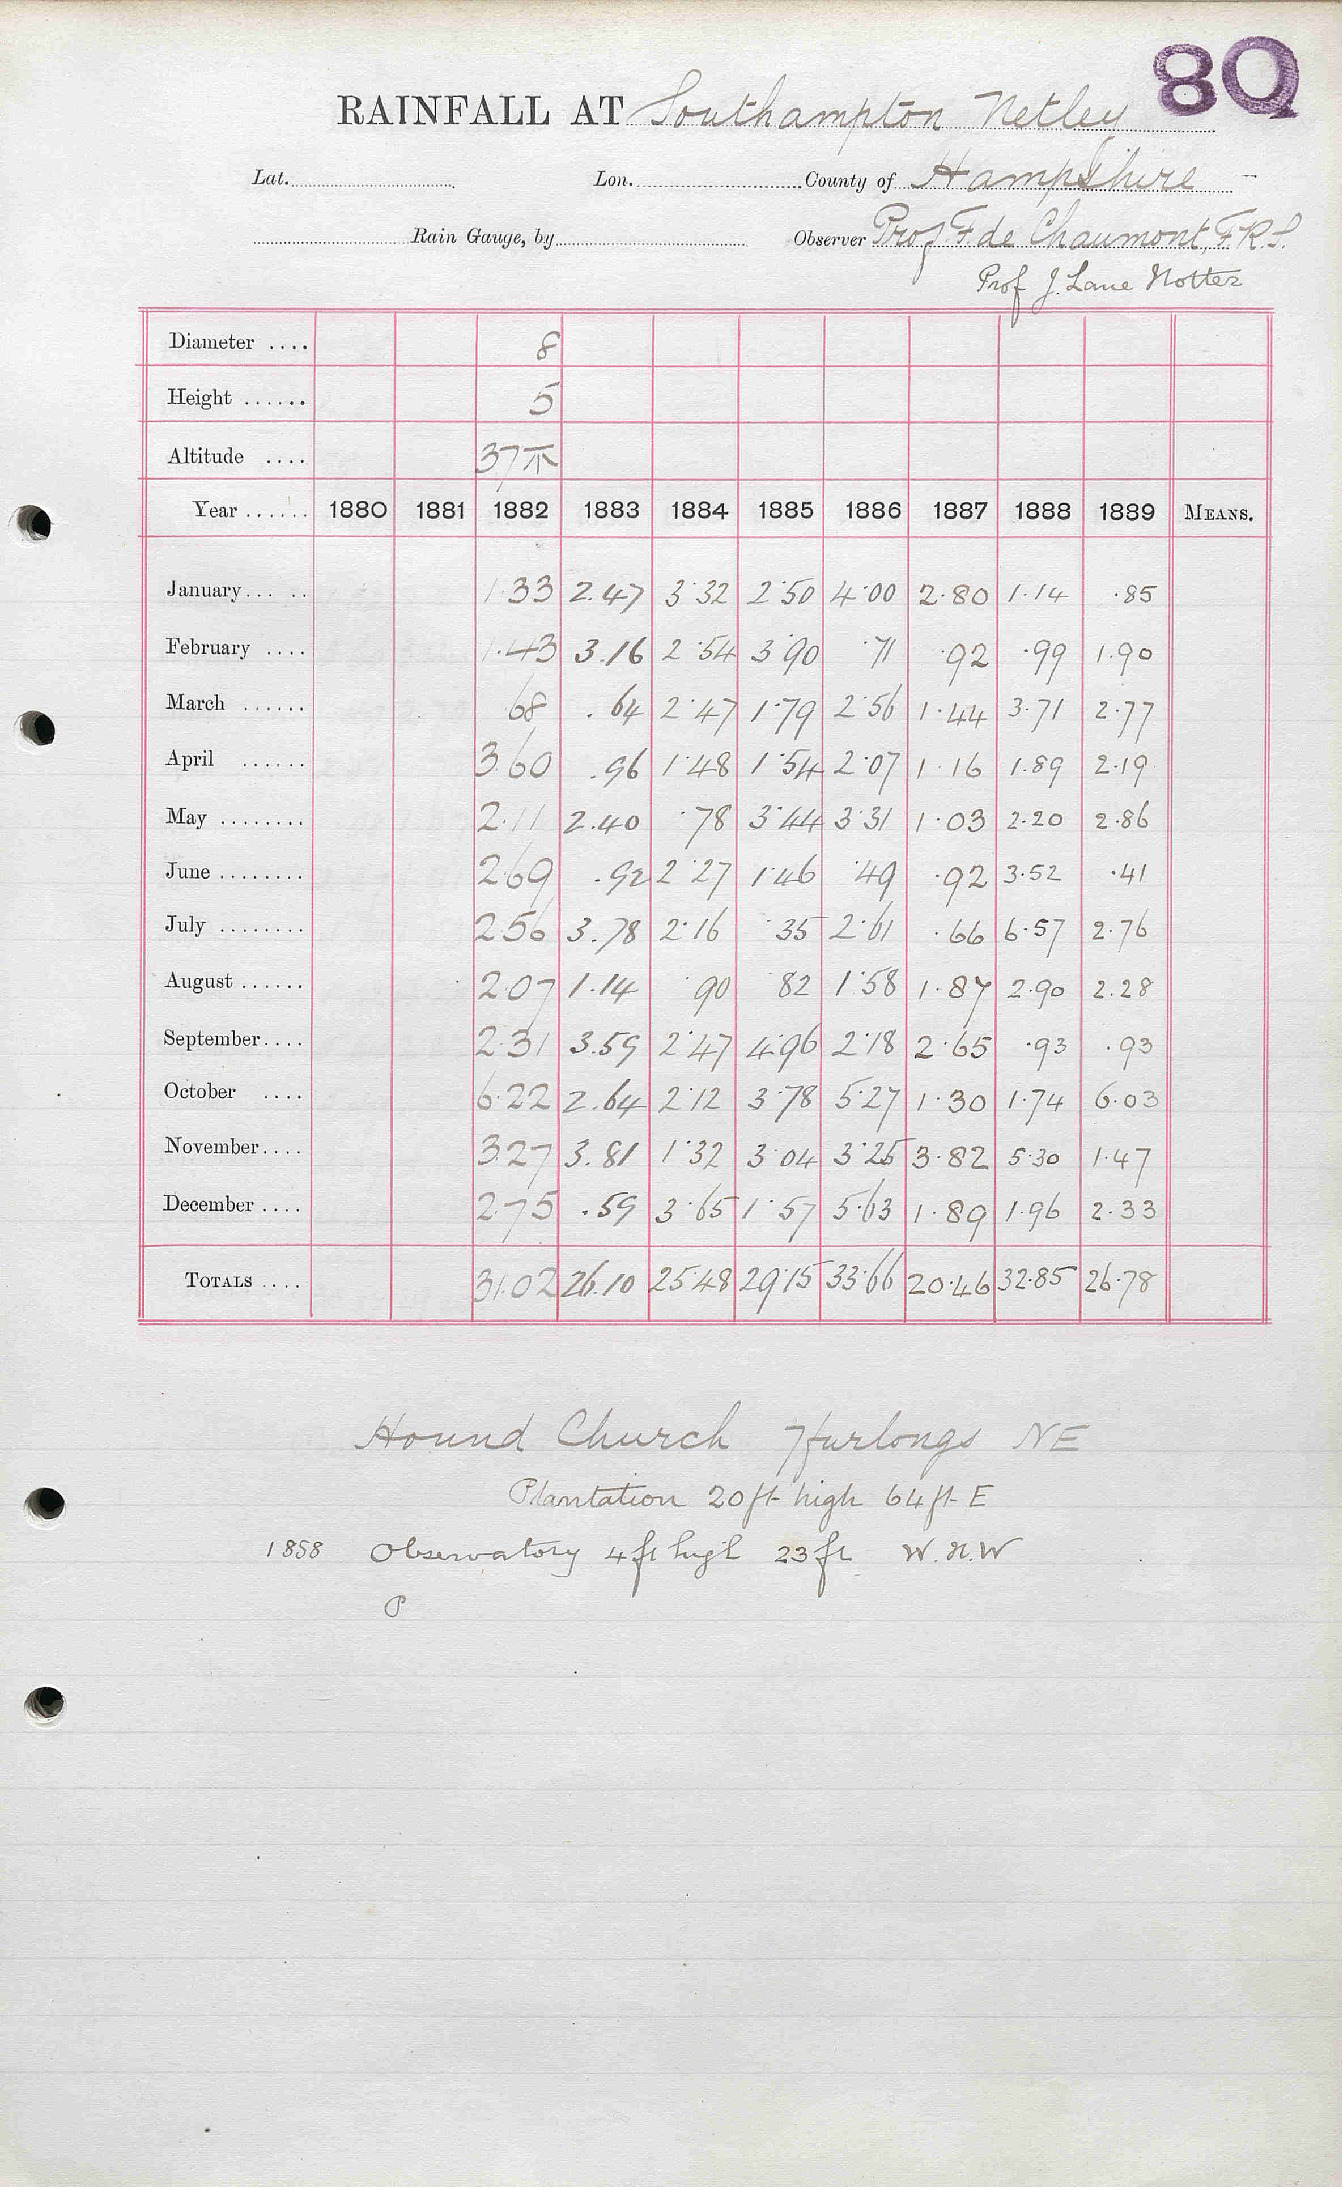 80
RAINFALL AT Southampton Netley
Lat. Lon. County of Hampshire
Rain Gauge, by Observer Prof F de Chaumont, F.R.S.
Prof J. Lane Notter
Diameter .... 8
Height ...... 5
Altitude .... 37
Year ...... 1880 1881 1882 1883 1884 1885 1886 1887 1888 1889 MEANS.
January... .. 1.33 2.47 3.32 2.50 4.00 2.80 1.14 .85
February .... 1.43 3.16 2.54 3.90 .71 .92 .99 1.90
March ...... 68 .64 2.47 1.79 2.56 1.44 3.71 2.77
April ...... 3.60 .96 1.48 1.54 2.07 1.16 1.89 2.19
May ........ 2.11 2.40 .78 3.44 3.31 1.03 2.20 2.86
June ........ 2.69 .92 2.27 1.46 .49 .92 3.52 .41
July ........ 2.56 3.78 2.16 .35 2.61 .66 6.57 2.76
August ...... 2.07 1.14 .90 82 1.58 1.87 2.90 2.28
September.... 2.31 3.59 2.47 4.96 2.18 2.65 .93 .93
October .... 6.22 2.64 2.12 3.78 5.27 1.30 1.74 6.03
November.... 3.27 3.81 1.32 3.04 3.25 3.82 5.30 1.47
December .... 2.75 .59 3.65 1.57 5.63 1.89 1.96 2.33
TOTALS .... 31.02 26.10 25.48 29.15 33.66 20.46 32.85 26.78
Hound Church 7 furlongs NE
Plantation 20 ft high 64 ft E
1888 Observatory 4 ft high 23 ft W.N.W
P